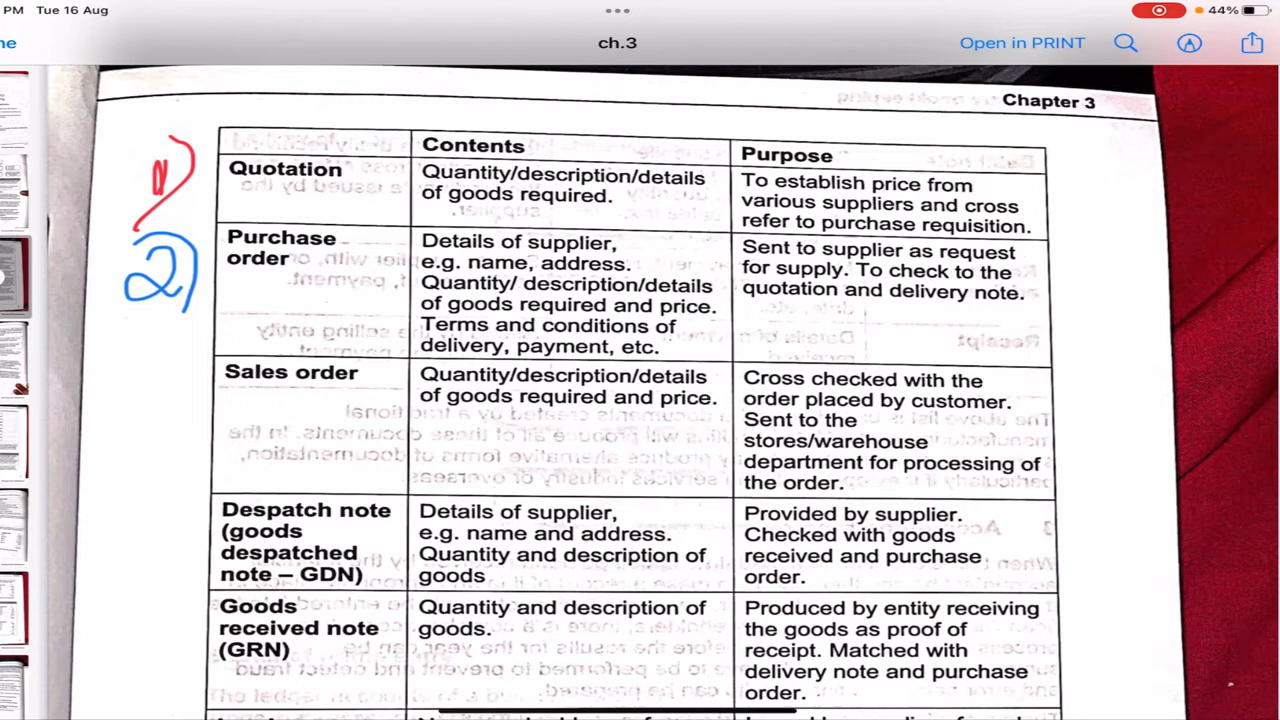 PM Tue 16 Aug
44%
ne
ch.3
Open in PRINT
Chapter 3
1)
2)
Contents
Purpose
Quotation
Quantity/description/details
of goods required.
To establish price from
various suppliers and cross
refer to purchase requisition.
Purchase
order
Details of supplier,
e.g. name, address.
Quantity/ description/details
of goods required and price.
Terms and conditions of
delivery, payment, etc.
Sent to supplier as request
for supply. To check to the
quotation and delivery note.
Sales order
Quantity/description/details
of goods required and price.
Cross checked with the
order placed by customer.
Sent to the
stores/warehouse
department for processing of
the order.
Despatch note
(goods
despatched
note – GDN)
Details of supplier,
e.g. name and address.
Quantity and description of
goods
Provided by supplier.
Checked with goods
received and purchase
order.
Goods
received note
(GRN)
Quantity and description of
goods.
Produced by entity receiving
the goods as proof of
receipt. Matched with
delivery note and purchase
order.